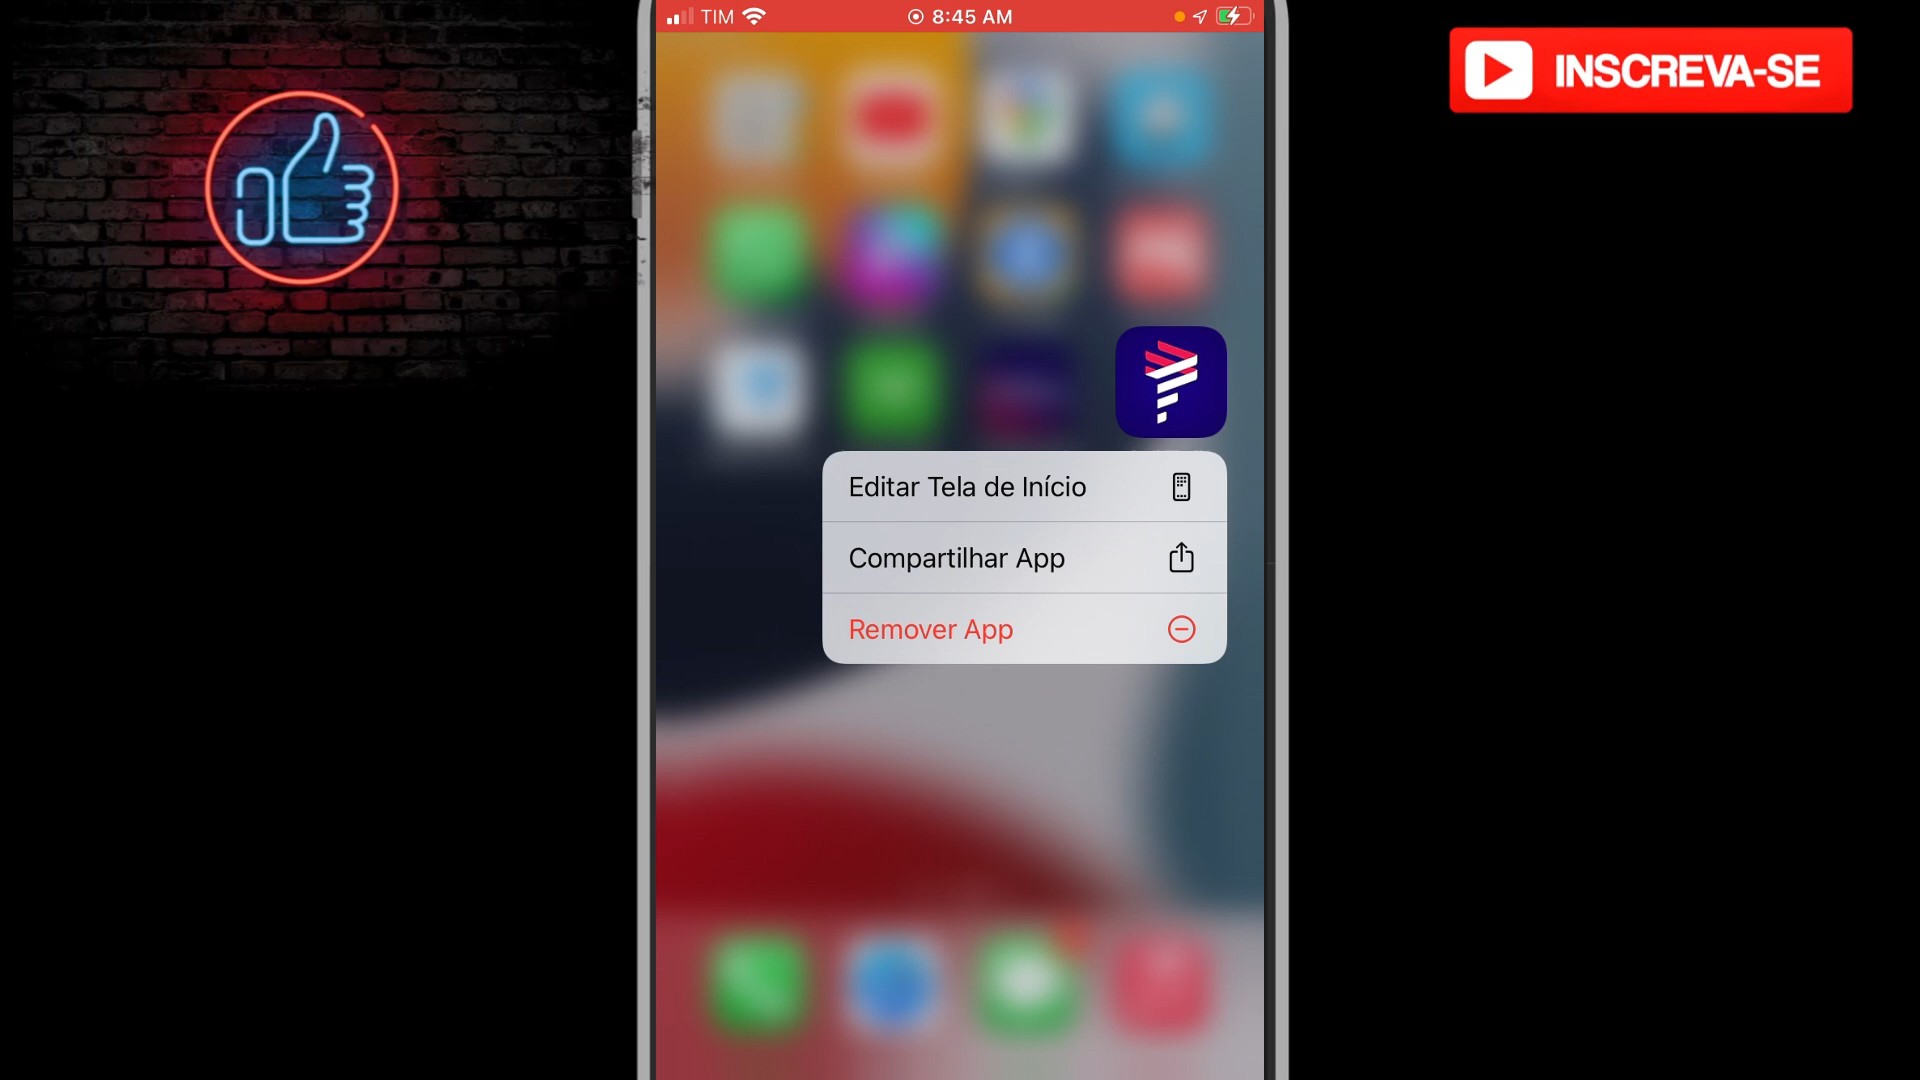 TIM
8:45 AM
INSCREVA-SE
Editar Tela de Início
Compartilhar App
Remover App